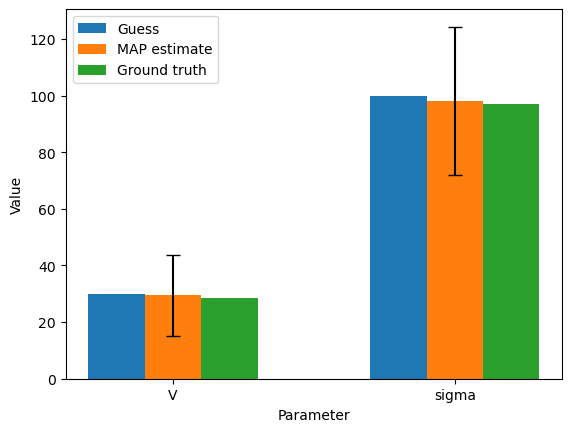 Guess
MAP estimate
Ground truth
120
100
80
60
40
20
0
Value
V
sigma
Parameter